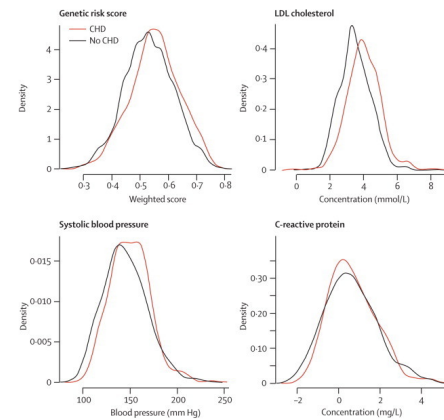 Genetic risk score
CHD
No CHD
4
3
2
1
0
Density
0·3 0·4 0·5 0·6 0·7 0·8
Weighted score
LDL cholesterol
0·4
0·3
0·2
0·1
0
Density
0 2 4 6 8
Concentration (mmol/L)
Systolic blood pressure
0·015
0·010
0·005
0
Density
100 150 200 250
Blood pressure (mm Hg)
C-reactive protein
0·30
0·20
0·10
0
Density
–2 0 2 4
Concentration (mg/L)